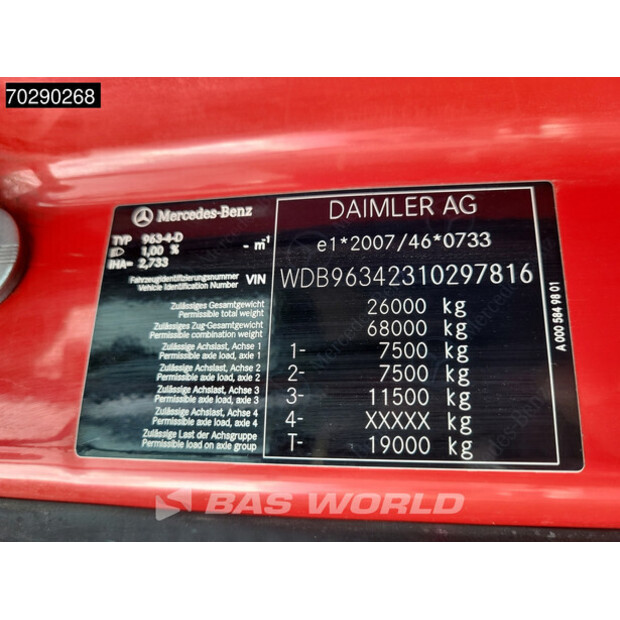 70290268
Mercedes-Benz
DAIMLER AG
TYP 963-4-D
1,00 % - m⁻¹
IHA= 2,733
e1*2007/46*0733
Fahrzeugidentifizierungsnummer
Vehicle Identification Number VIN
WDB96342310297816
Zulässiges Gesamtgewicht
Permissible total weight
26000 kg
Zulässiges Zug-Gesamtgewicht
Permissible combination weight
68000 kg
Zulässige Achslast, Achse 1
Permissible axle load, axle 1
1- 7500 kg
Zulässige Achslast, Achse 2
Permissible axle load, axle 2
2- 7500 kg
Zulässige Achslast, Achse 3
Permissible axle load, axle 3
3- 11500 kg
Zulässige Achslast, Achse 4
Permissible axle load, axle 4
4- XXXXX kg
Zulässige Last der Achsgruppe
Permissible load on axle group
T- 19000 kg
A 000 584 98 01
BAS WORLD